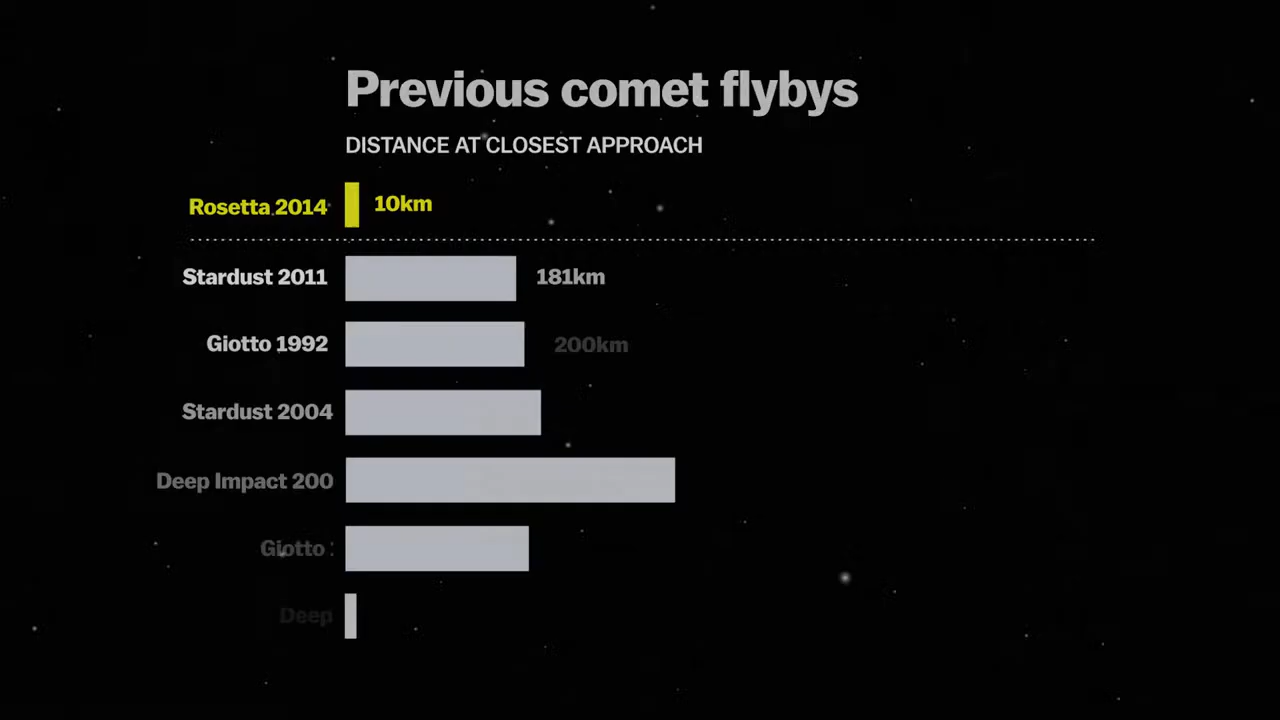 Previous comet flybys
DISTANCE AT CLOSEST APPROACH
Rosetta 2014 10km
Stardust 2011 181km
Giotto 1992 200km
Stardust 2004
Deep Impact 200
Giotto :
Deep